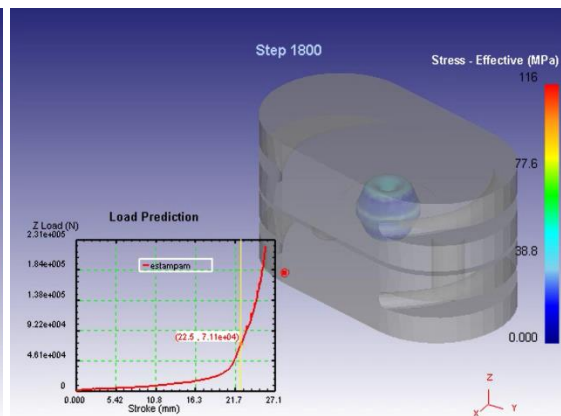 Step 1800
Stress - Effective (MPa)
116
77.6
38.8
0.000
Load Prediction
Z Load (N)
2.31e+005
1.84e+005
1.38e+005
9.22e+004
4.61e+004
0
estampam
(22.5 , 7.11e+04)
0.000 5.42 10.8 16.3 21.7 27.1
Stroke (mm)
Z
X Y